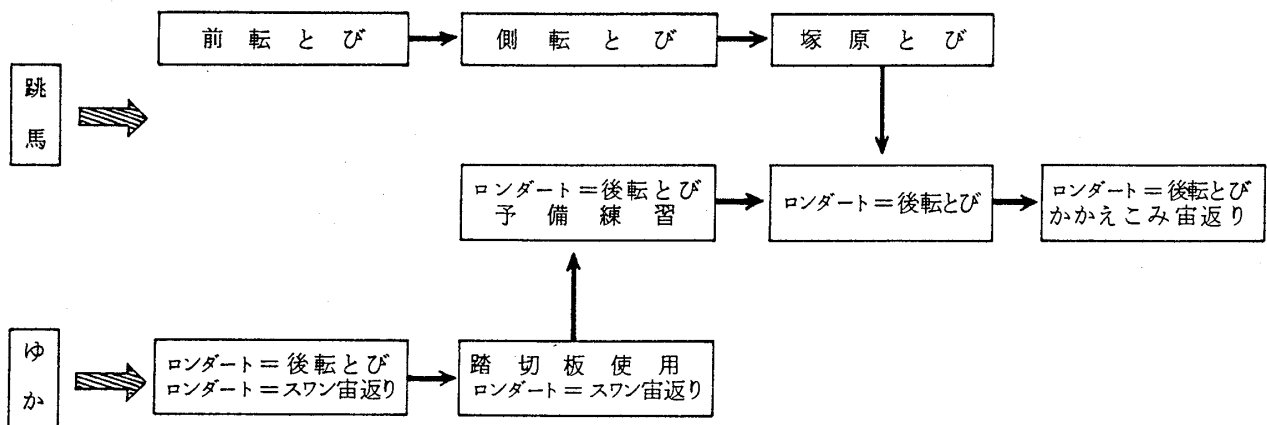 前転とび
側転とび
塚原とび
跳馬
ロンダート=後転とび
予備練習
ロンダート=後転とび
ロンダート=後転とび
かかえこみ宙返り
ゆか
ロンダート=後転とび
ロンダート=スワン宙返り
踏切板使用
ロンダート=スワン宙返り